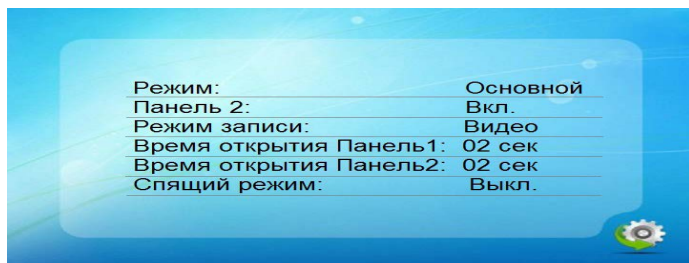 Режим: Основной
Панель 2: Вкл.
Режим записи: Видео
Время открытия Панель1: 02 сек
Время открытия Панель2: 02 сек
Спящий режим: Выкл.